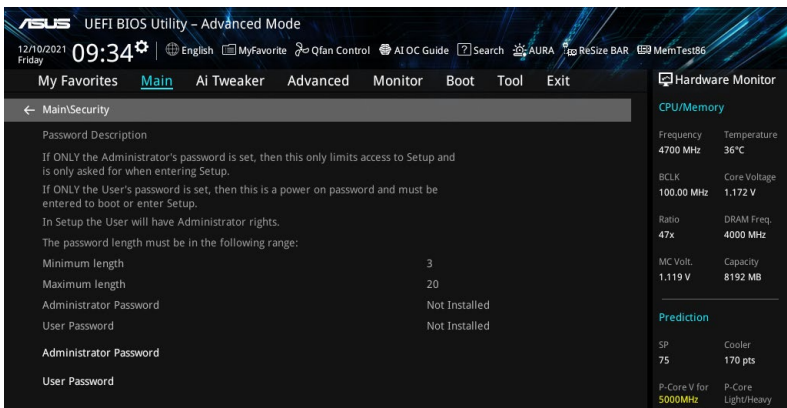 ASUS UEFI BIOS Utility – Advanced Mode
12/10/2021 Friday 09:34 English MyFavorite Qfan Control AI OC Guide ? Search AURA ReSize BAR MemTest86
My Favorites Main Ai Tweaker Advanced Monitor Boot Tool Exit
← Main\Security
Password Description
If ONLY the Administrator's password is set, then this only limits access to Setup and
is only asked for when entering Setup.
If ONLY the User's password is set, then this is a power on password and must be
entered to boot or enter Setup.
In Setup the User will have Administrator rights.
The password length must be in the following range:
Minimum length 3
Maximum length 20
Administrator Password Not Installed
User Password Not Installed
Administrator Password
User Password
Hardware Monitor
CPU/Memory
Frequency Temperature
4700 MHz 36°C
BCLK Core Voltage
100.00 MHz 1.172 V
Ratio DRAM Freq.
47x 4000 MHz
MC Volt. Capacity
1.119 V 8192 MB
Prediction
SP Cooler
75 170 pts
P-Core V for P-Core
5000MHz Light/Heavy